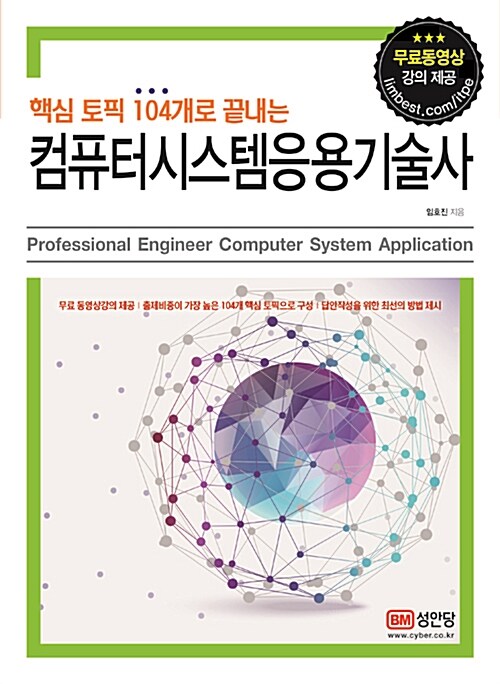 ★★★
무료동영상
강의 제공
limbest.com/itpe
핵심 토픽 104개로 끝내는
컴퓨터시스템응용기술사
임호진 지음
Professional Engineer Computer System Application
무료 동영상강의 제공 | 출제비중이 가장 높은 104개 핵심 토픽으로 구성 | 답안작성을 위한 최선의 방법 제시
BM 성안당
www.cyber.co.kr